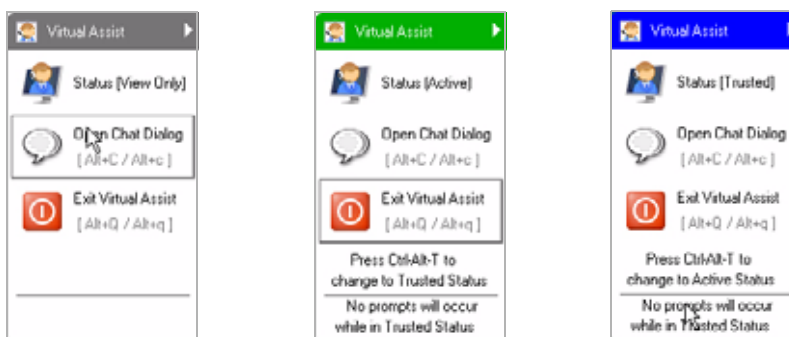 Virtual Assist
Status [View Only]
Open Chat Dialog
[ Alt+C / Alt+c ]
Exit Virtual Assist
[ Alt+Q / Alt+q ]
Virtual Assist
Status (Active)
Open Chat Dialog
[ Alt+C / Alt+c ]
Exit Virtual Assist
[ Alt+Q / Alt+q ]
Press Ctrl-Alt-T to
change to Trusted Status
No prompts will occur
while in Trusted Status
Virtual Assist
Status [Trusted]
Open Chat Dialog
[ Alt+C / Alt+c ]
Exit Virtual Assist
[ Alt+Q / Alt+q ]
Press Ctrl-Alt-T to
change to Active Status
No prompts will occur
while in Trusted Status